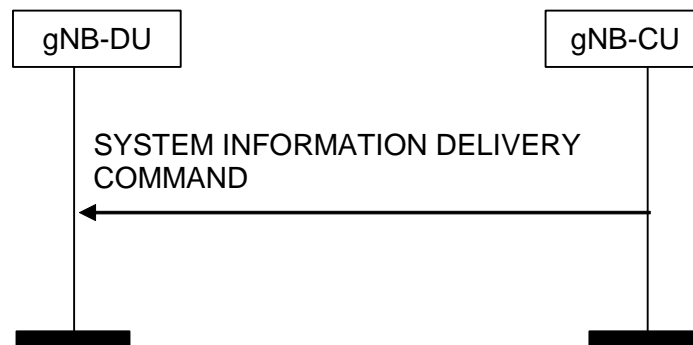 gNB-DU
gNB-CU
SYSTEM INFORMATION DELIVERY
COMMAND